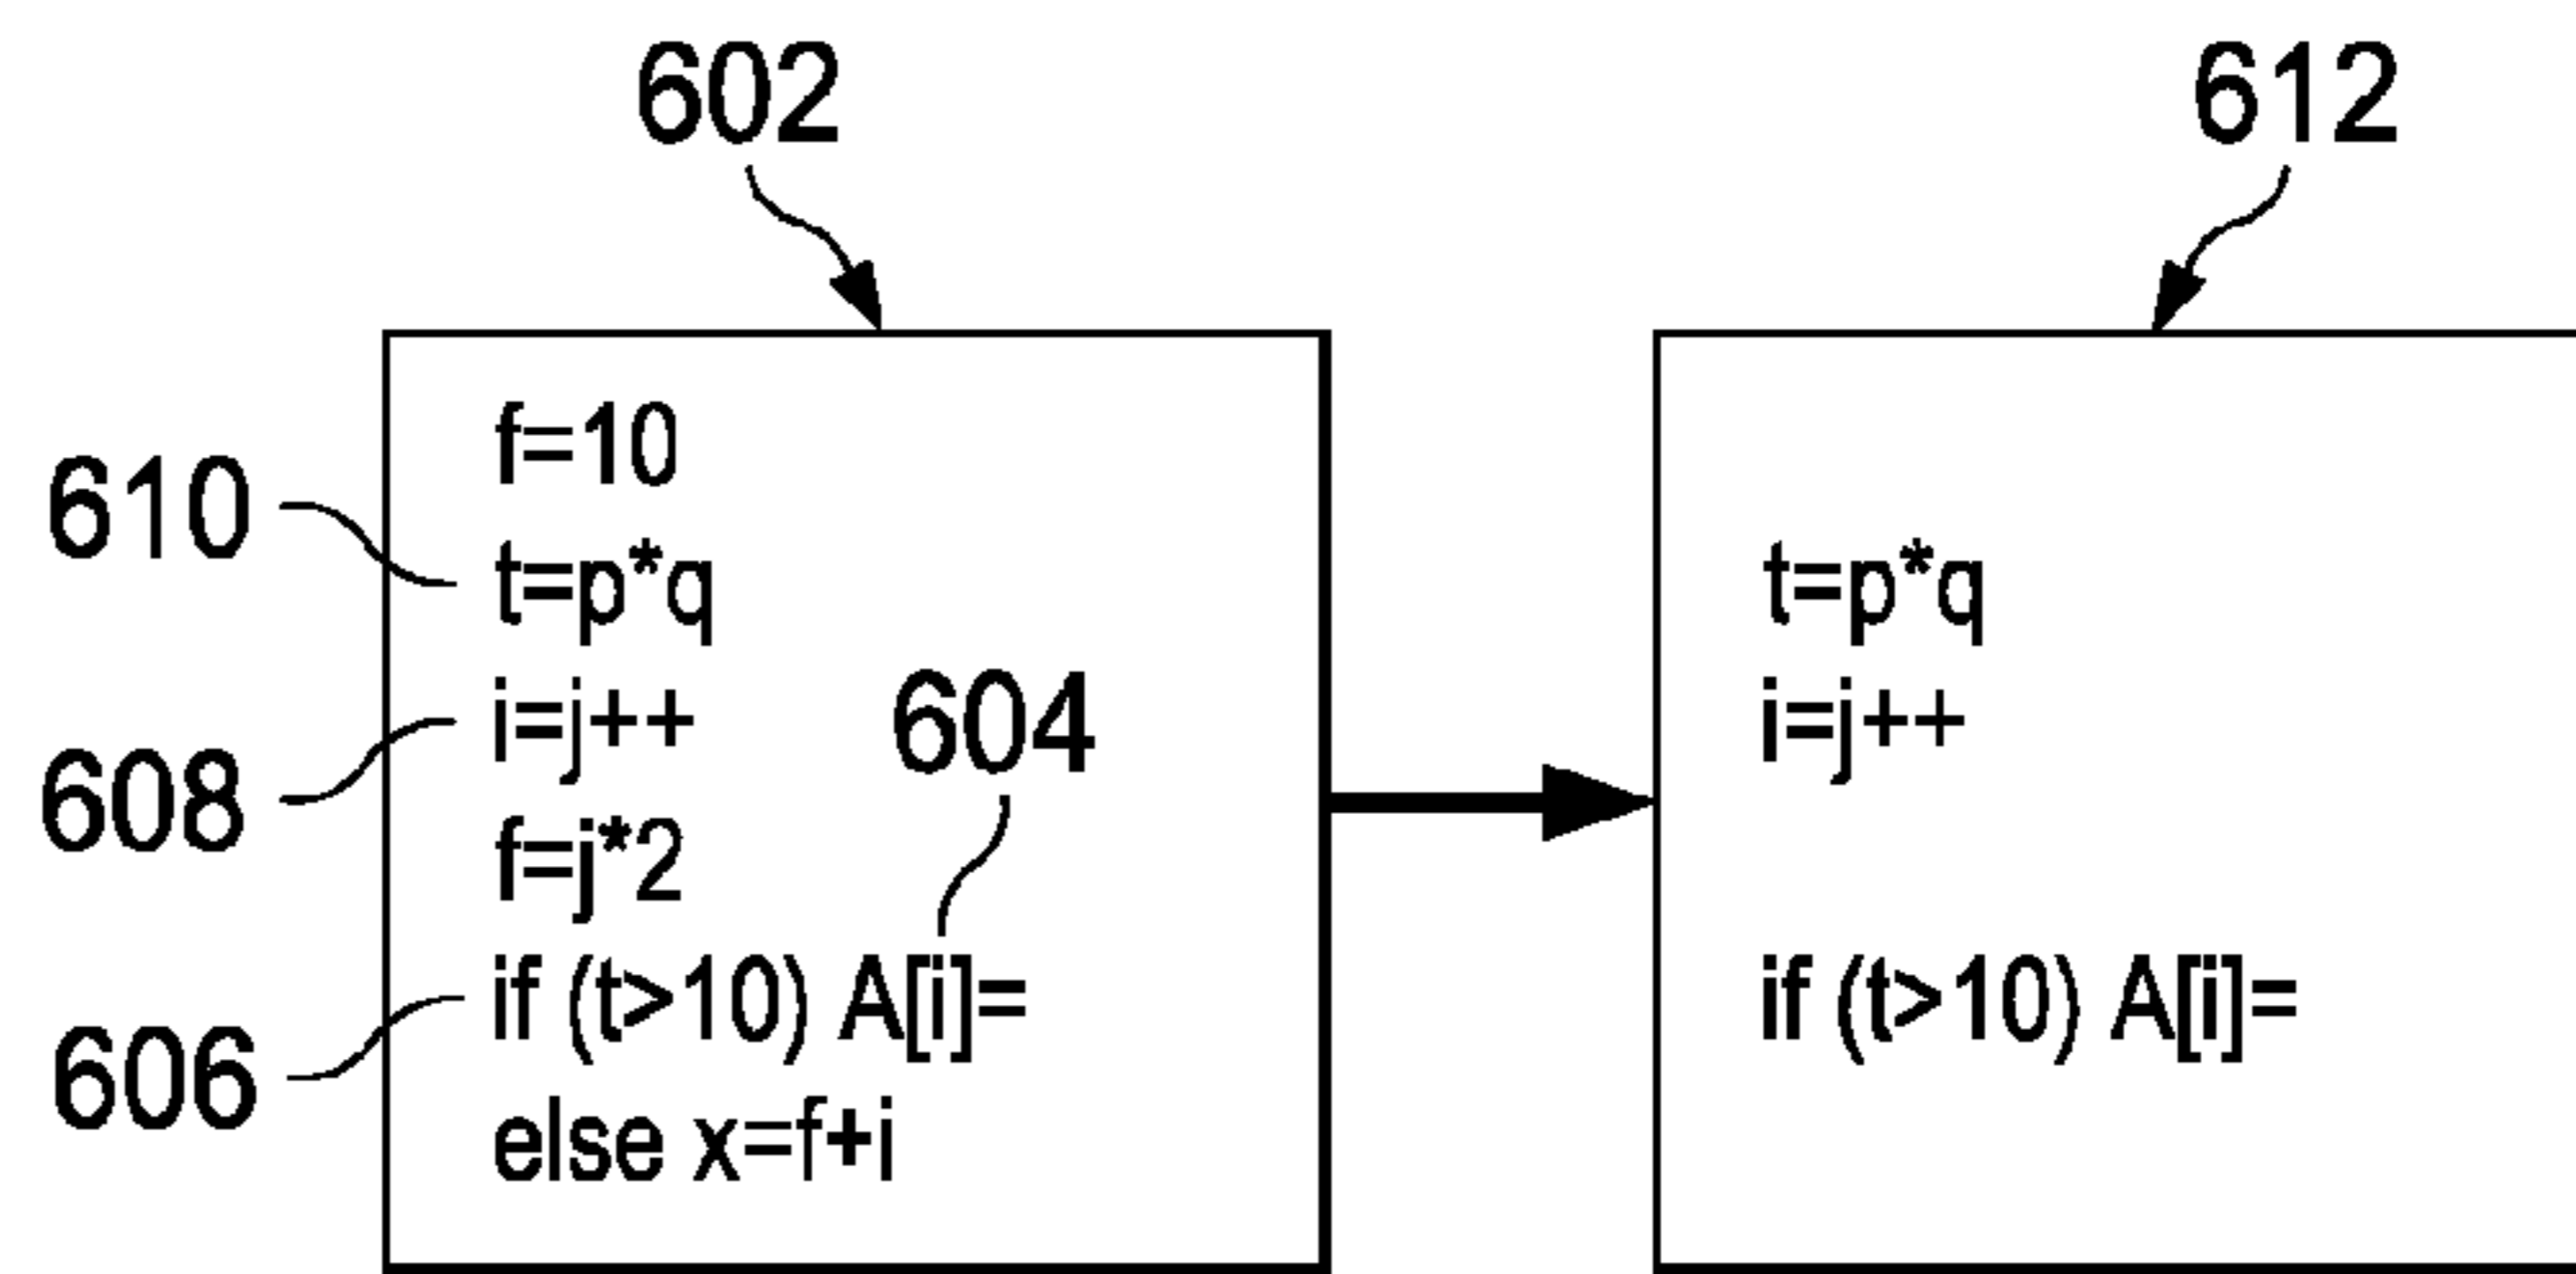 602
612
610
608
606
604
f=10
t=p*q
i=j++
f=j*2
if (t>10) A[i]=
else x=f+i
t=p*q
i=j++
if (t>10) A[i]=